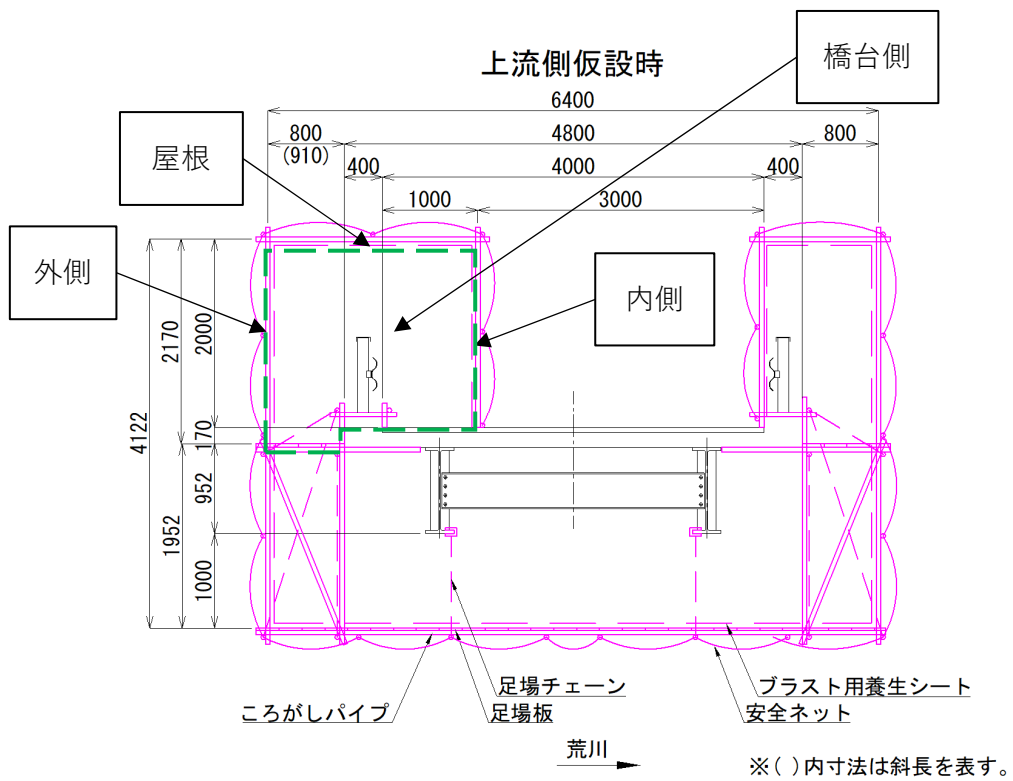 上流側仮設時
橋台側
6400
屋根
800
4800
800
(910)
400
4000
400
1000
3000
外側
内側
2170
2000
4122
170
952
1952
1000
足場チェーン
ブラスト用養生シート
ころがしパイプ
足場板
安全ネット
荒川
※( )内寸法は斜長を表す。